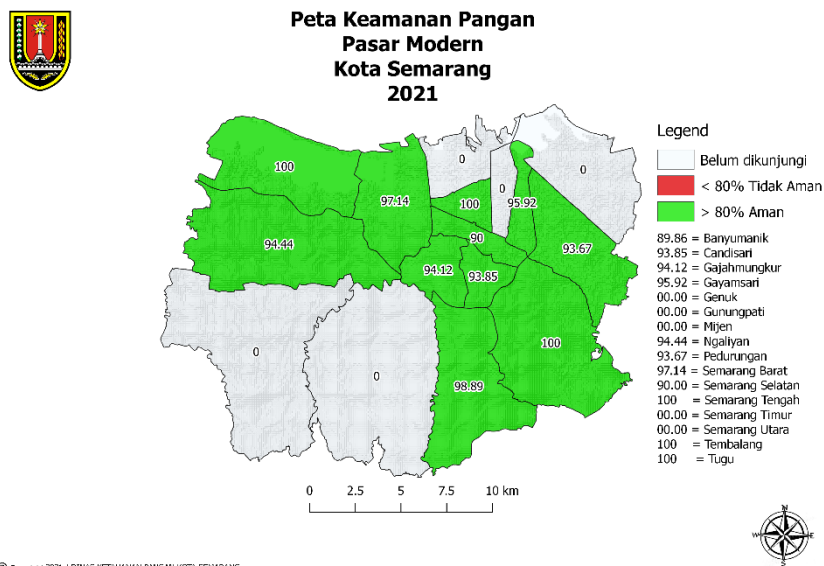 Peta Keamanan Pangan
Pasar Modern
Kota Semarang
2021
Legend
Belum dikunjungi
< 80% Tidak Aman
> 80% Aman
89.86 = Banyumanik
93.85 = Candisari
94.12 = Gajahmungkur
95.92 = Gayamsari
00.00 = Genuk
00.00 = Gunungpati
00.00 = Mijen
94.44 = Ngaliyan
93.67 = Pedurungan
97.14 = Semarang Barat
90.00 = Semarang Selatan
100 = Semarang Tengah
00.00 = Semarang Timur
00.00 = Semarang Utara
100 = Tembalang
100 = Tugu
100
97.14
0
0
0
100
95.92
94.44
90
93.67
94.12
93.85
0
0
98.89
100
0 2.5 5 7.5 10 km
N
W E
S
2021